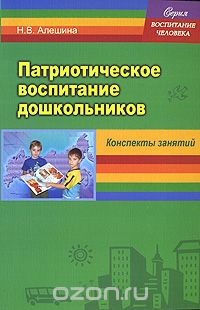 Серия
ВОСПИТАНИЕ
ЧЕЛОВЕКА
Н.В. Алешина
Патриотическое
воспитание
дошкольников
Конспекты занятий
ozon.ru